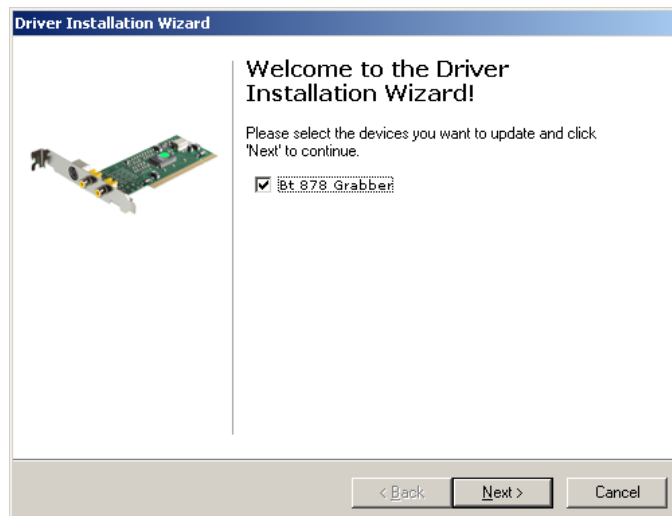 Driver Installation Wizard
Welcome to the Driver
Installation Wizard!
Please select the devices you want to update and click
'Next' to continue.
Bt 878 Grabber
< Back
Next >
Cancel